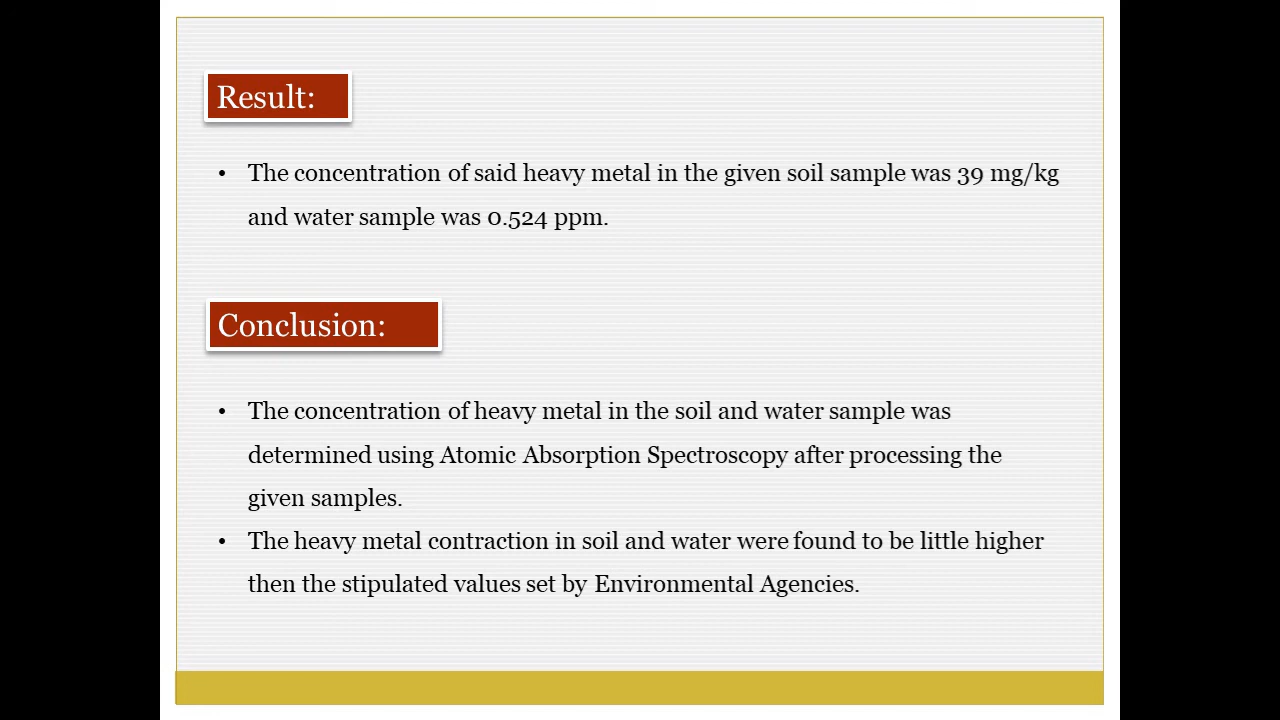 Result:
• The concentration of said heavy metal in the given soil sample was 39 mg/kg
and water sample was 0.524 ppm.
Conclusion:
• The concentration of heavy metal in the soil and water sample was
determined using Atomic Absorption Spectroscopy after processing the
given samples.
• The heavy metal contraction in soil and water were found to be little higher
then the stipulated values set by Environmental Agencies.